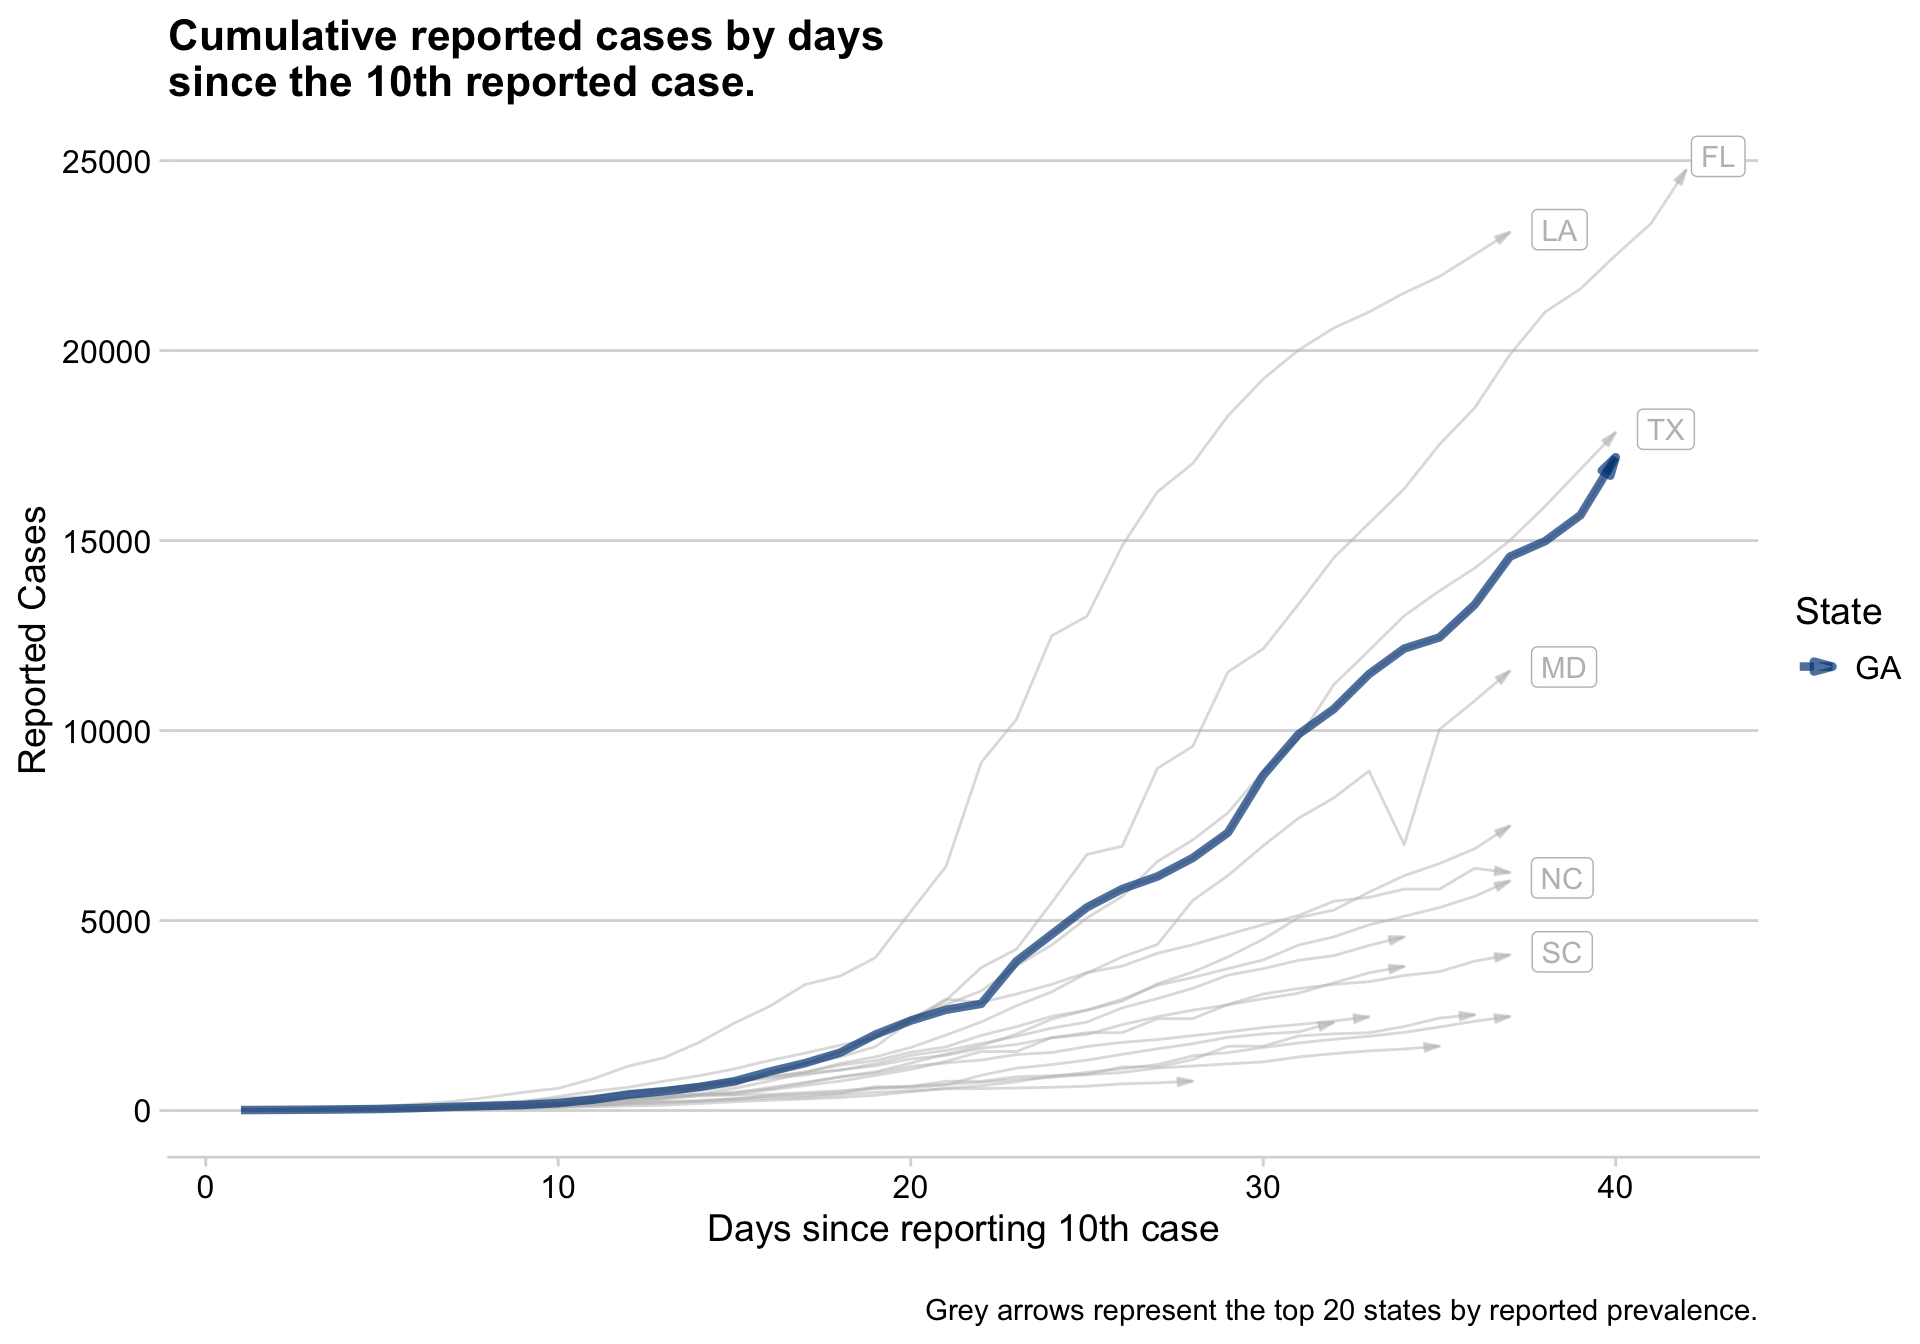 Cumulative reported cases by days
since the 10th reported case.
25000
20000
15000
10000
5000
0
Reported Cases
FL
LA
TX
MD
NC
SC
State
GA
0 10 20 30 40
Days since reporting 10th case
Grey arrows represent the top 20 states by reported prevalence.